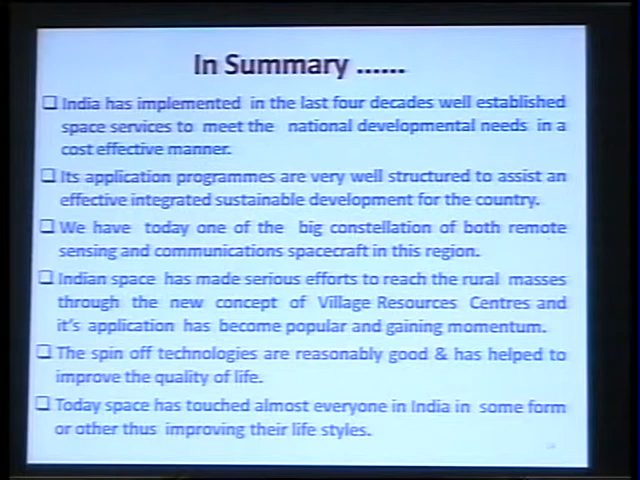 In Summary ......
❑ India has implemented in the last four decades well established
space services to meet the national developmental needs in a
cost effective manner.
❑ Its application programmes are very well structured to assist an
effective integrated sustainable development for the country.
❑ We have today one of the big constellation of both remote
sensing and communications spacecraft in this region.
❑ Indian space has made serious efforts to reach the rural masses
through the new concept of Village Resources Centres and
it's application has become popular and gaining momentum.
❑ The spin off technologies are reasonably good & has helped to
improve the quality of life.
❑ Today space has touched almost everyone in India in some form
or other thus improving their life styles.